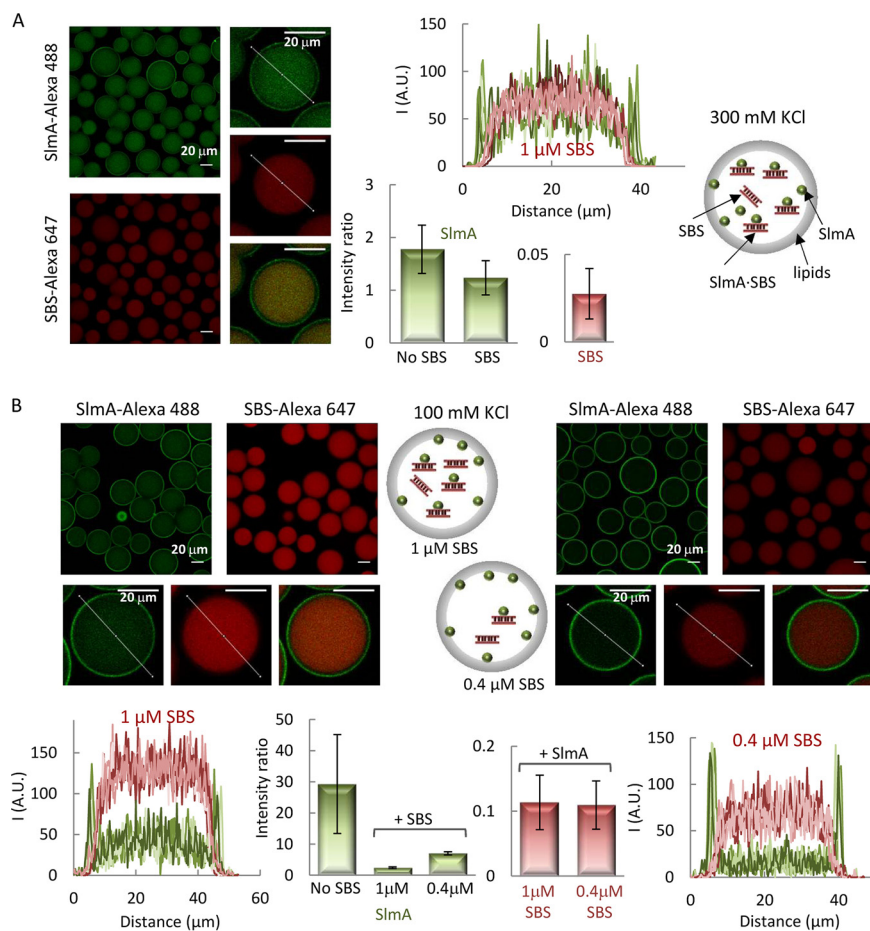 A
SlmA-Alexa 488
20 μm
20 μm
SBS-Alexa 647
I (A.U.)
150
100
50
0
1 μM SBS
0 20 40
Distance (μm)
Intensity ratio
3
2
1
0
SlmA
No SBS SBS
0.05
0
SBS
300 mM KCl
SBS
SlmA
SlmA·SBS
lipids
B
SlmA-Alexa 488 SBS-Alexa 647
100 mM KCl
SlmA-Alexa 488 SBS-Alexa 647
20 μm
1 μM SBS
20 μm
20 μm
0.4 μM SBS
20 μm
I (A.U.)
150
100
50
0
1 μM SBS
0 20 40 60
Distance (μm)
Intensity ratio
50
40
30
20
10
0
+ SBS
No SBS 1μM 0.4μM
SlmA
0.2
0.1
0
+ SlmA
1μM 0.4μM
SBS SBS
I (A.U.)
150
100
50
0
0.4 μM SBS
0 20 40
Distance (μm)